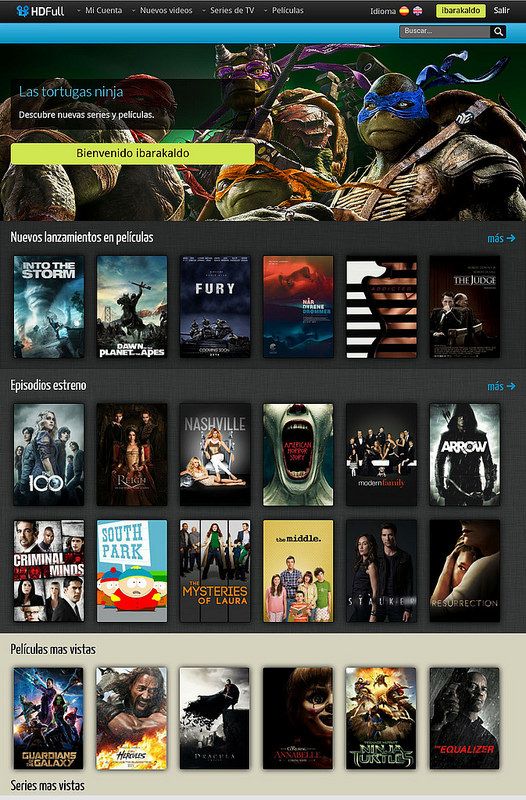 HDFull
Mi Cuenta
Nuevos videos
Series de TV
Películas
Idioma
ibarakaldo
Salir
Buscar...
Las tortugas ninja
Descubre nuevas series y películas.
Bienvenido ibarakaldo
Nuevos lanzamientos en películas
más →
INTO THE
STORM
DAWN OF THE
PLANET OF THE APES
FURY
COMING SOON
NÅR
DYRENE
DRØMMER
ADDICTED
THE JUDGE
Episodios estreno
más →
THE
100
REIGN
NASHVILLE
AMERICAN
HORROR
STORY
modern family
ARROW
CRIMINAL
MINDS
SOUTH
PARK
THE
MYSTERIES
OF LAURA
the middle.
STALKER
RESURRECTION
Películas mas vistas
GUARDIANS
OF THE
GALAXY
HERCULES
DRACULA
ANNABELLE
NINJA
TURTLES
THE EQUALIZER
Series mas vistas